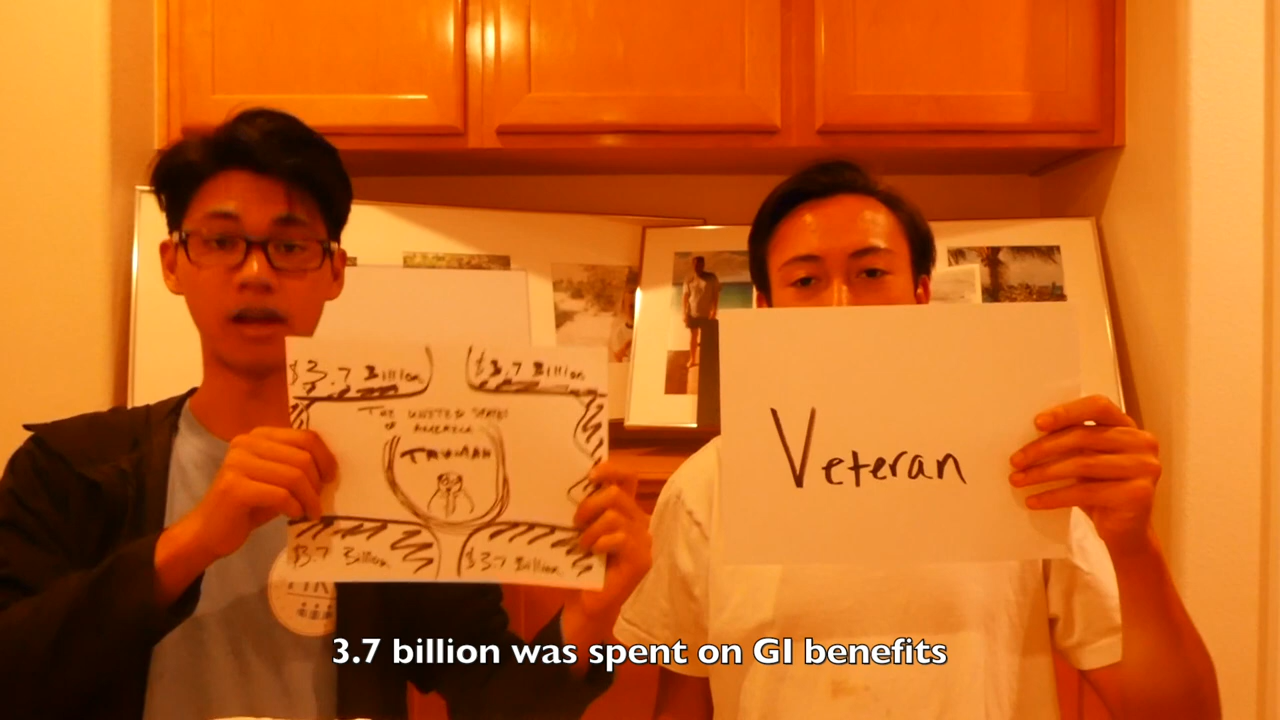 $3.7 Billion
$3.7 Billion
THE UNITED STATES
OF AMERICA
TRUMAN
$3.7 Billion
$3.7 Billion
Veteran
3.7 billion was spent on GI benefits